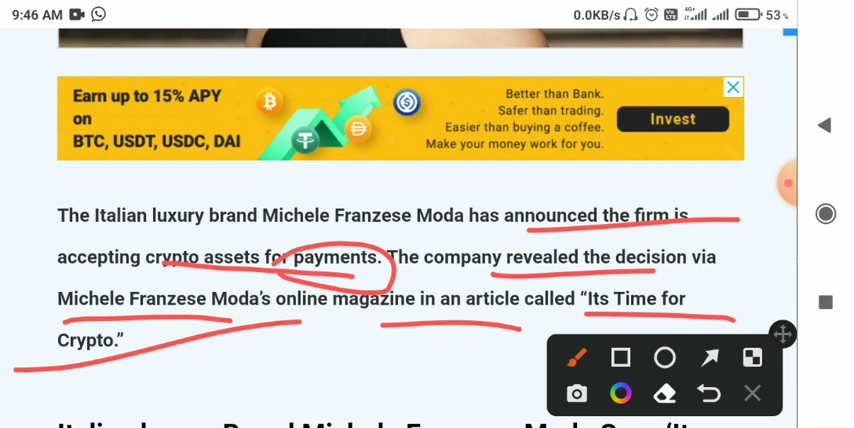 9:46 AM
0.0KB/s
4G+
53%
Earn up to 15% APY
on
BTC, USDT, USDC, DAI
Better than Bank.
Safer than trading.
Easier than buying a coffee.
Make your money work for you.
Invest
The Italian luxury brand Michele Franzese Moda has announced the firm is
accepting crypto assets for payments. The company revealed the decision via
Michele Franzese Moda's online magazine in an article called “Its Time for
Crypto.”